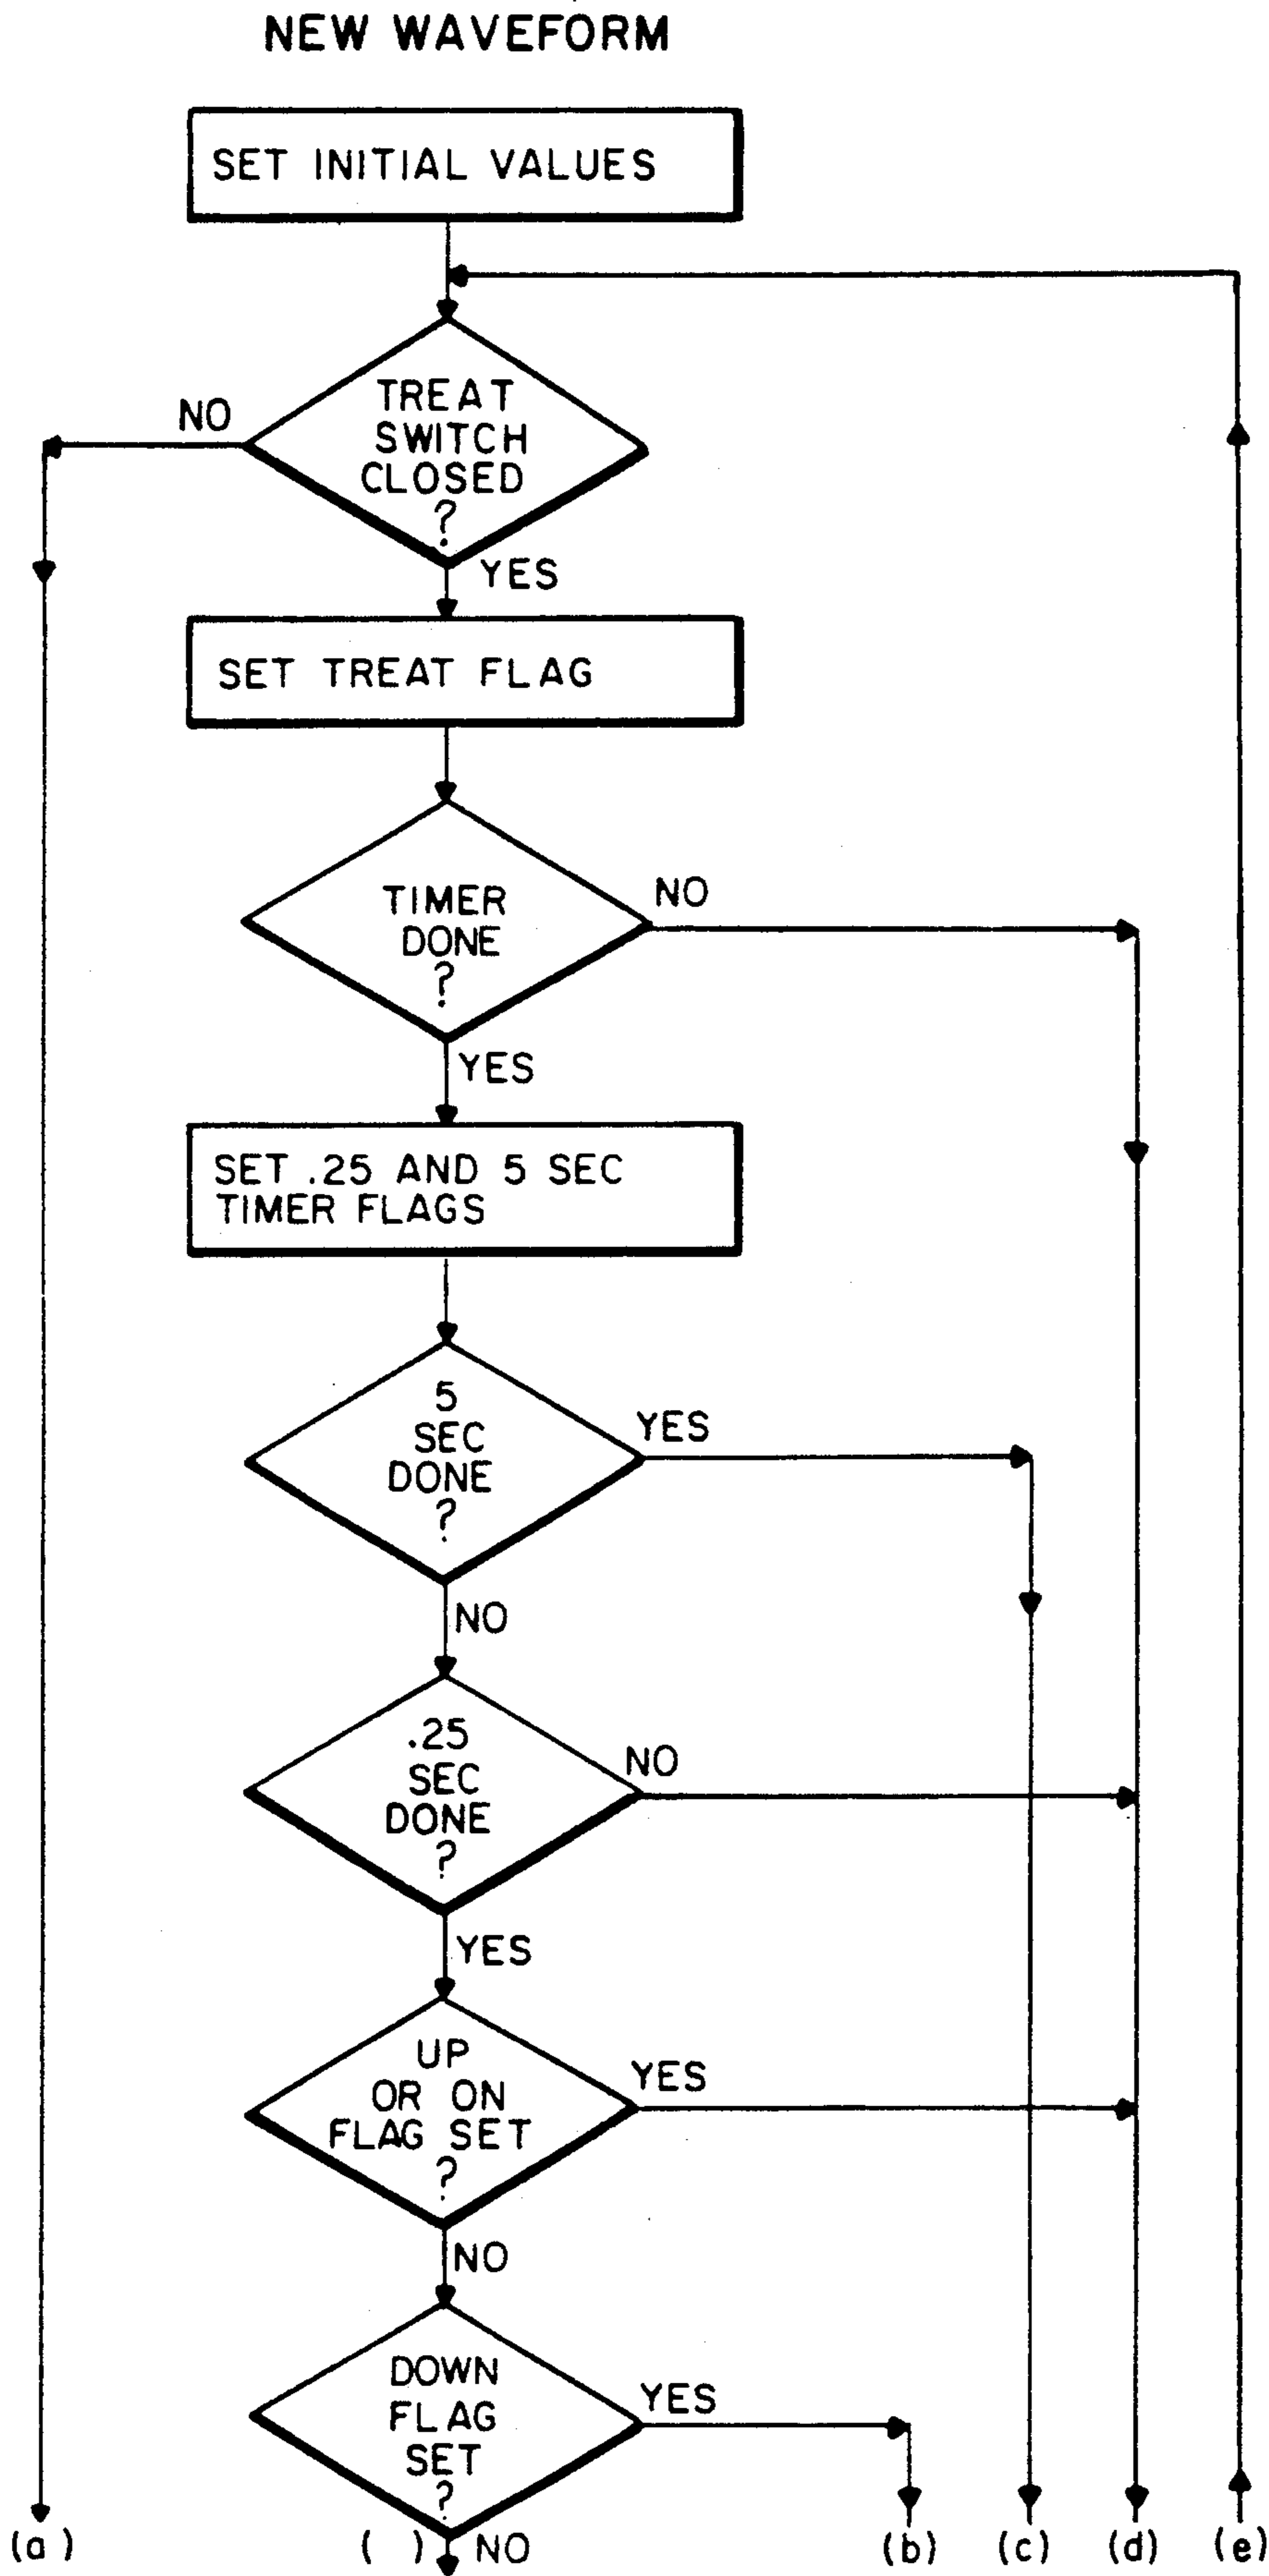 NEW WAVEFORM
SET INITIAL VALUES
NO
TREAT
SWITCH
CLOSED
?
YES
SET TREAT FLAG
TIMER
DONE
?
NO
YES
SET .25 AND 5 SEC
TIMER FLAGS
5
SEC
DONE
?
YES
NO
.25
SEC
DONE
?
NO
YES
UP
OR ON
FLAG SET
?
YES
NO
DOWN
FLAG
SET
?
YES
(a) ( ) NO (b) (c) (d) (e)